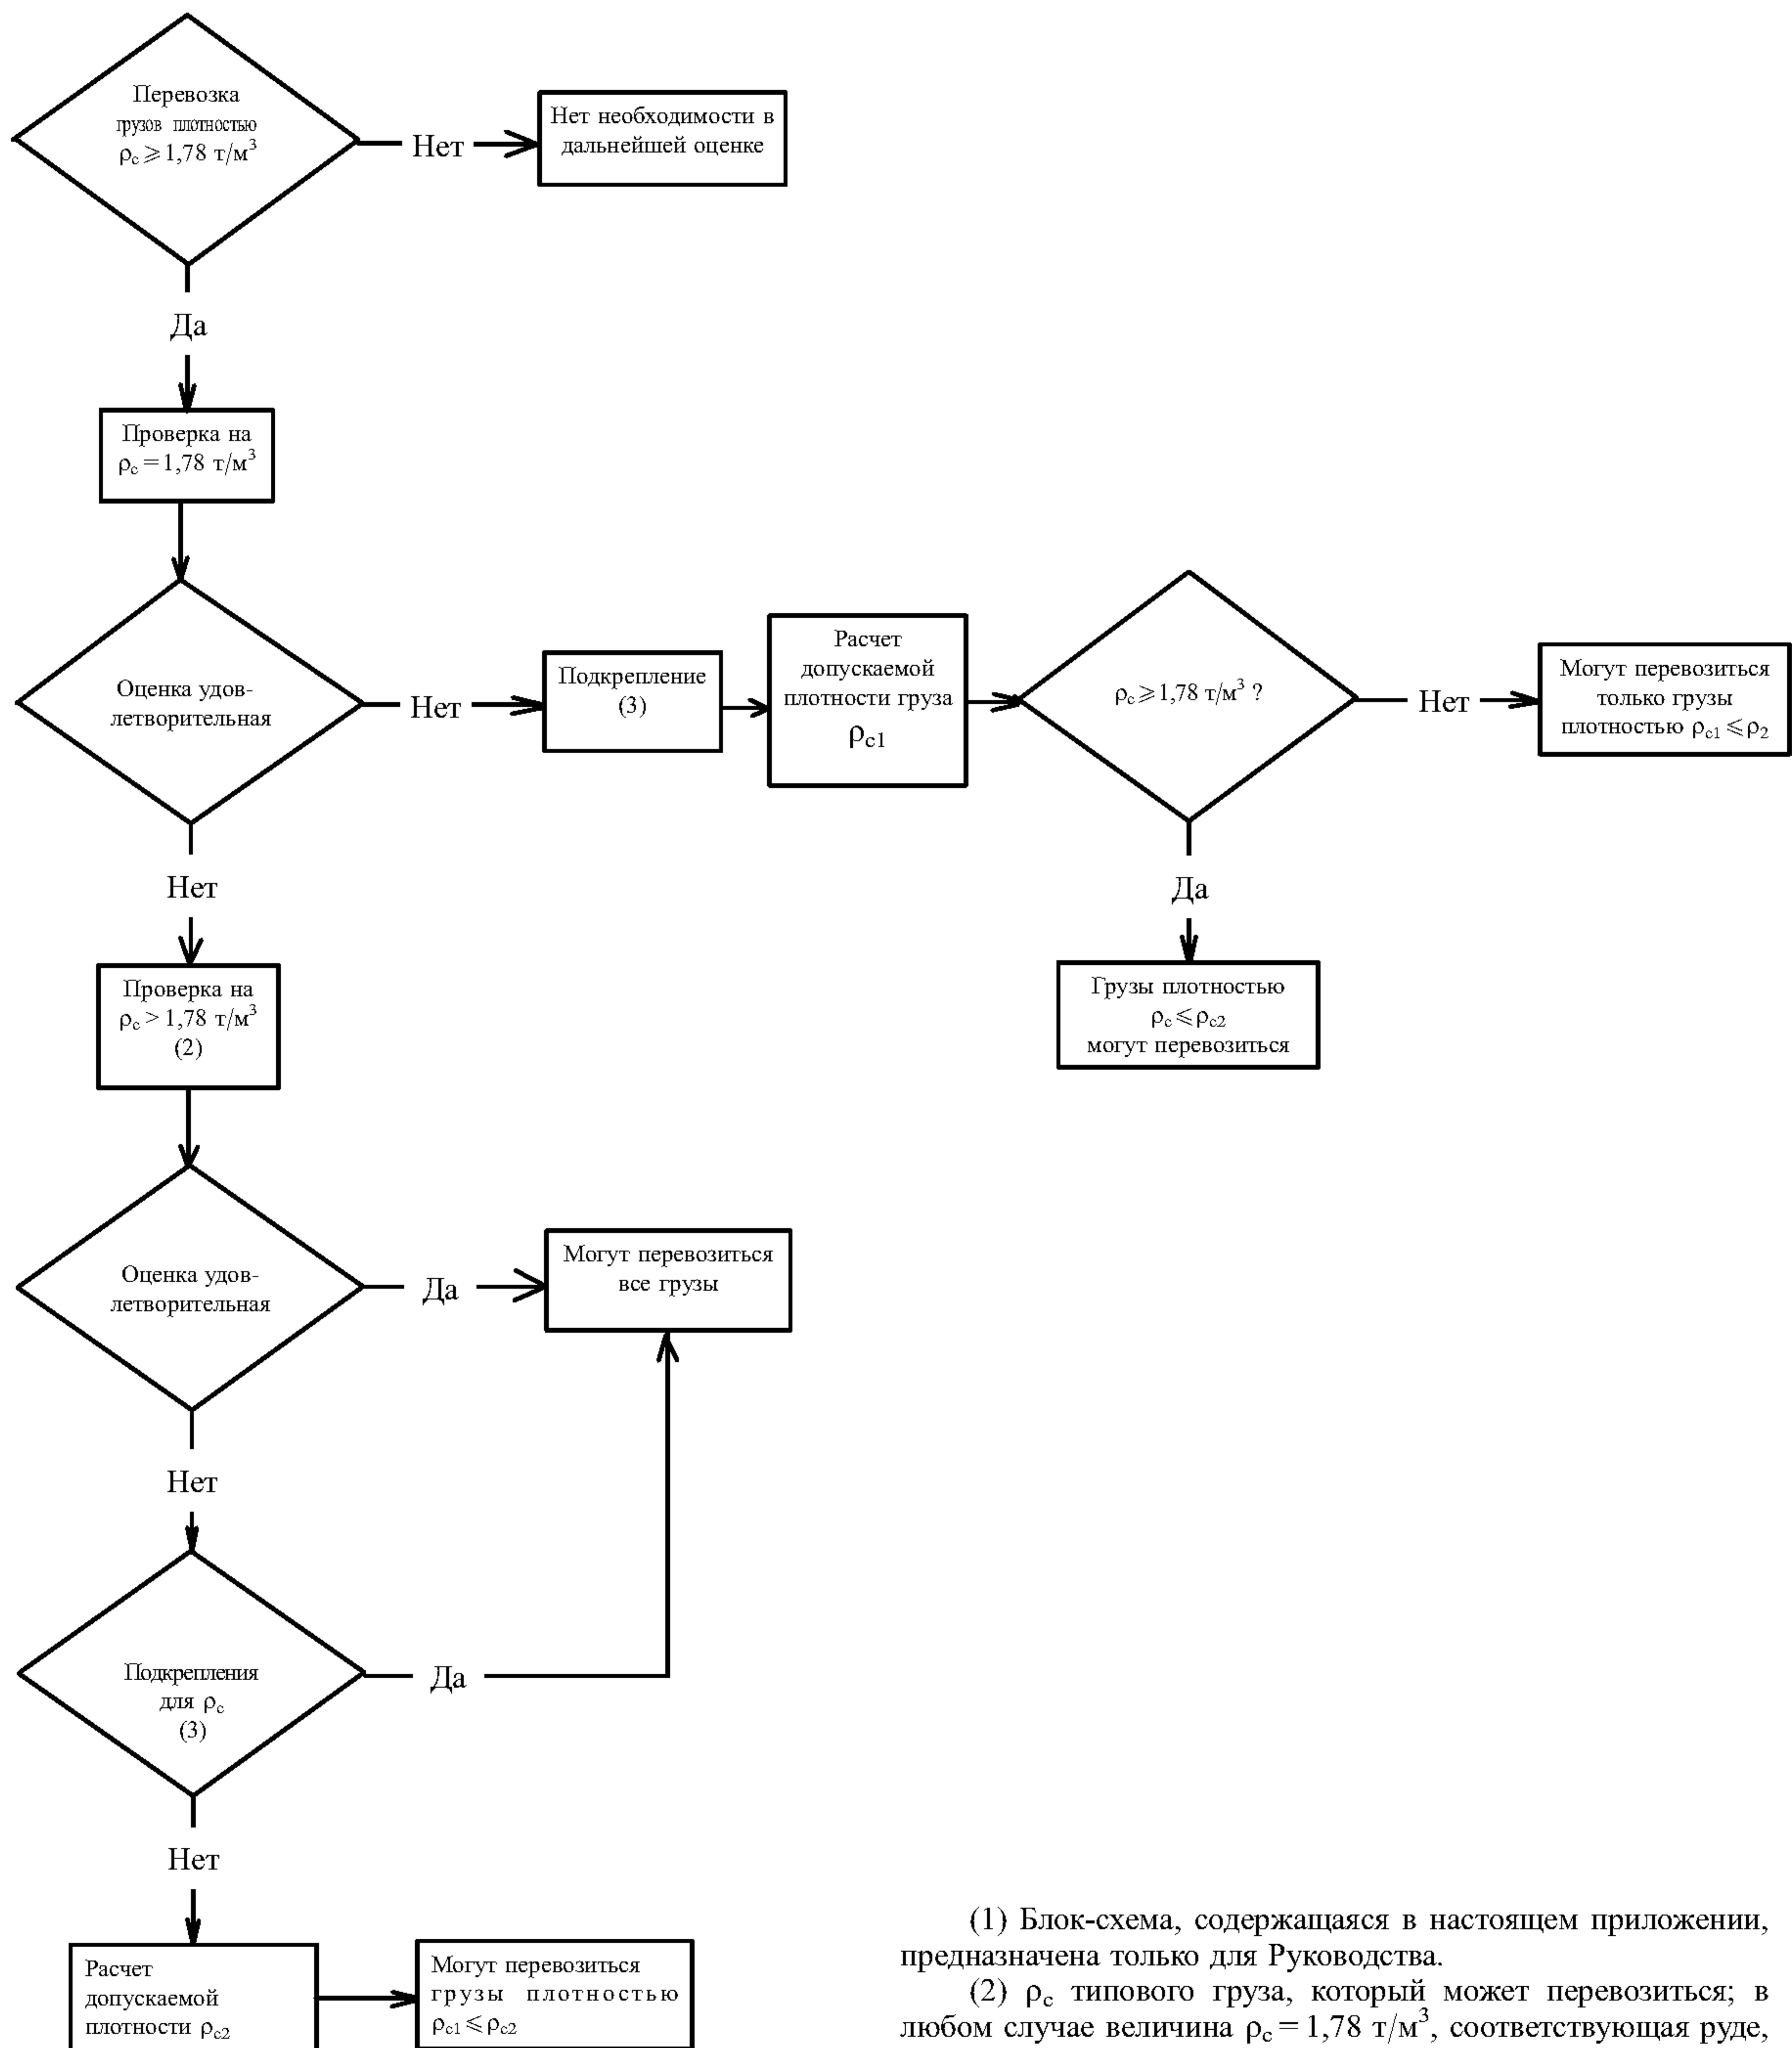 Перевозка
грузов плотностью
ρc ⩾ 1,78 т/м³
Нет
Нет необходимости в
дальнейшей оценке
Да
Проверка на
ρc = 1,78 т/м³
Оценка удов-
летворительная
Нет
Подкрепление
(3)
Расчет
допускаемой
плотности груза
ρc1
ρc ⩾ 1,78 т/м³ ?
Нет
Могут перевозиться
только грузы
плотностью ρc1 ⩽ ρ2
Да
Грузы плотностью
ρc ⩽ ρc2
могут перевозиться
Нет
Проверка на
ρc > 1,78 т/м³
(2)
Оценка удов-
летворительная
Да
Могут перевозиться
все грузы
Нет
Подкрепления
для ρc
(3)
Да
Нет
Расчет
допускаемой
плотности ρc2
Могут перевозиться
грузы плотностью
ρc1 ⩽ ρc2
(1) Блок-схема, содержащаяся в настоящем приложении,
предназначена только для Руководства.
(2) ρc типового груза, который может перевозиться; в
любом случае величина ρc = 1,78 т/м³, соответствующая руде,